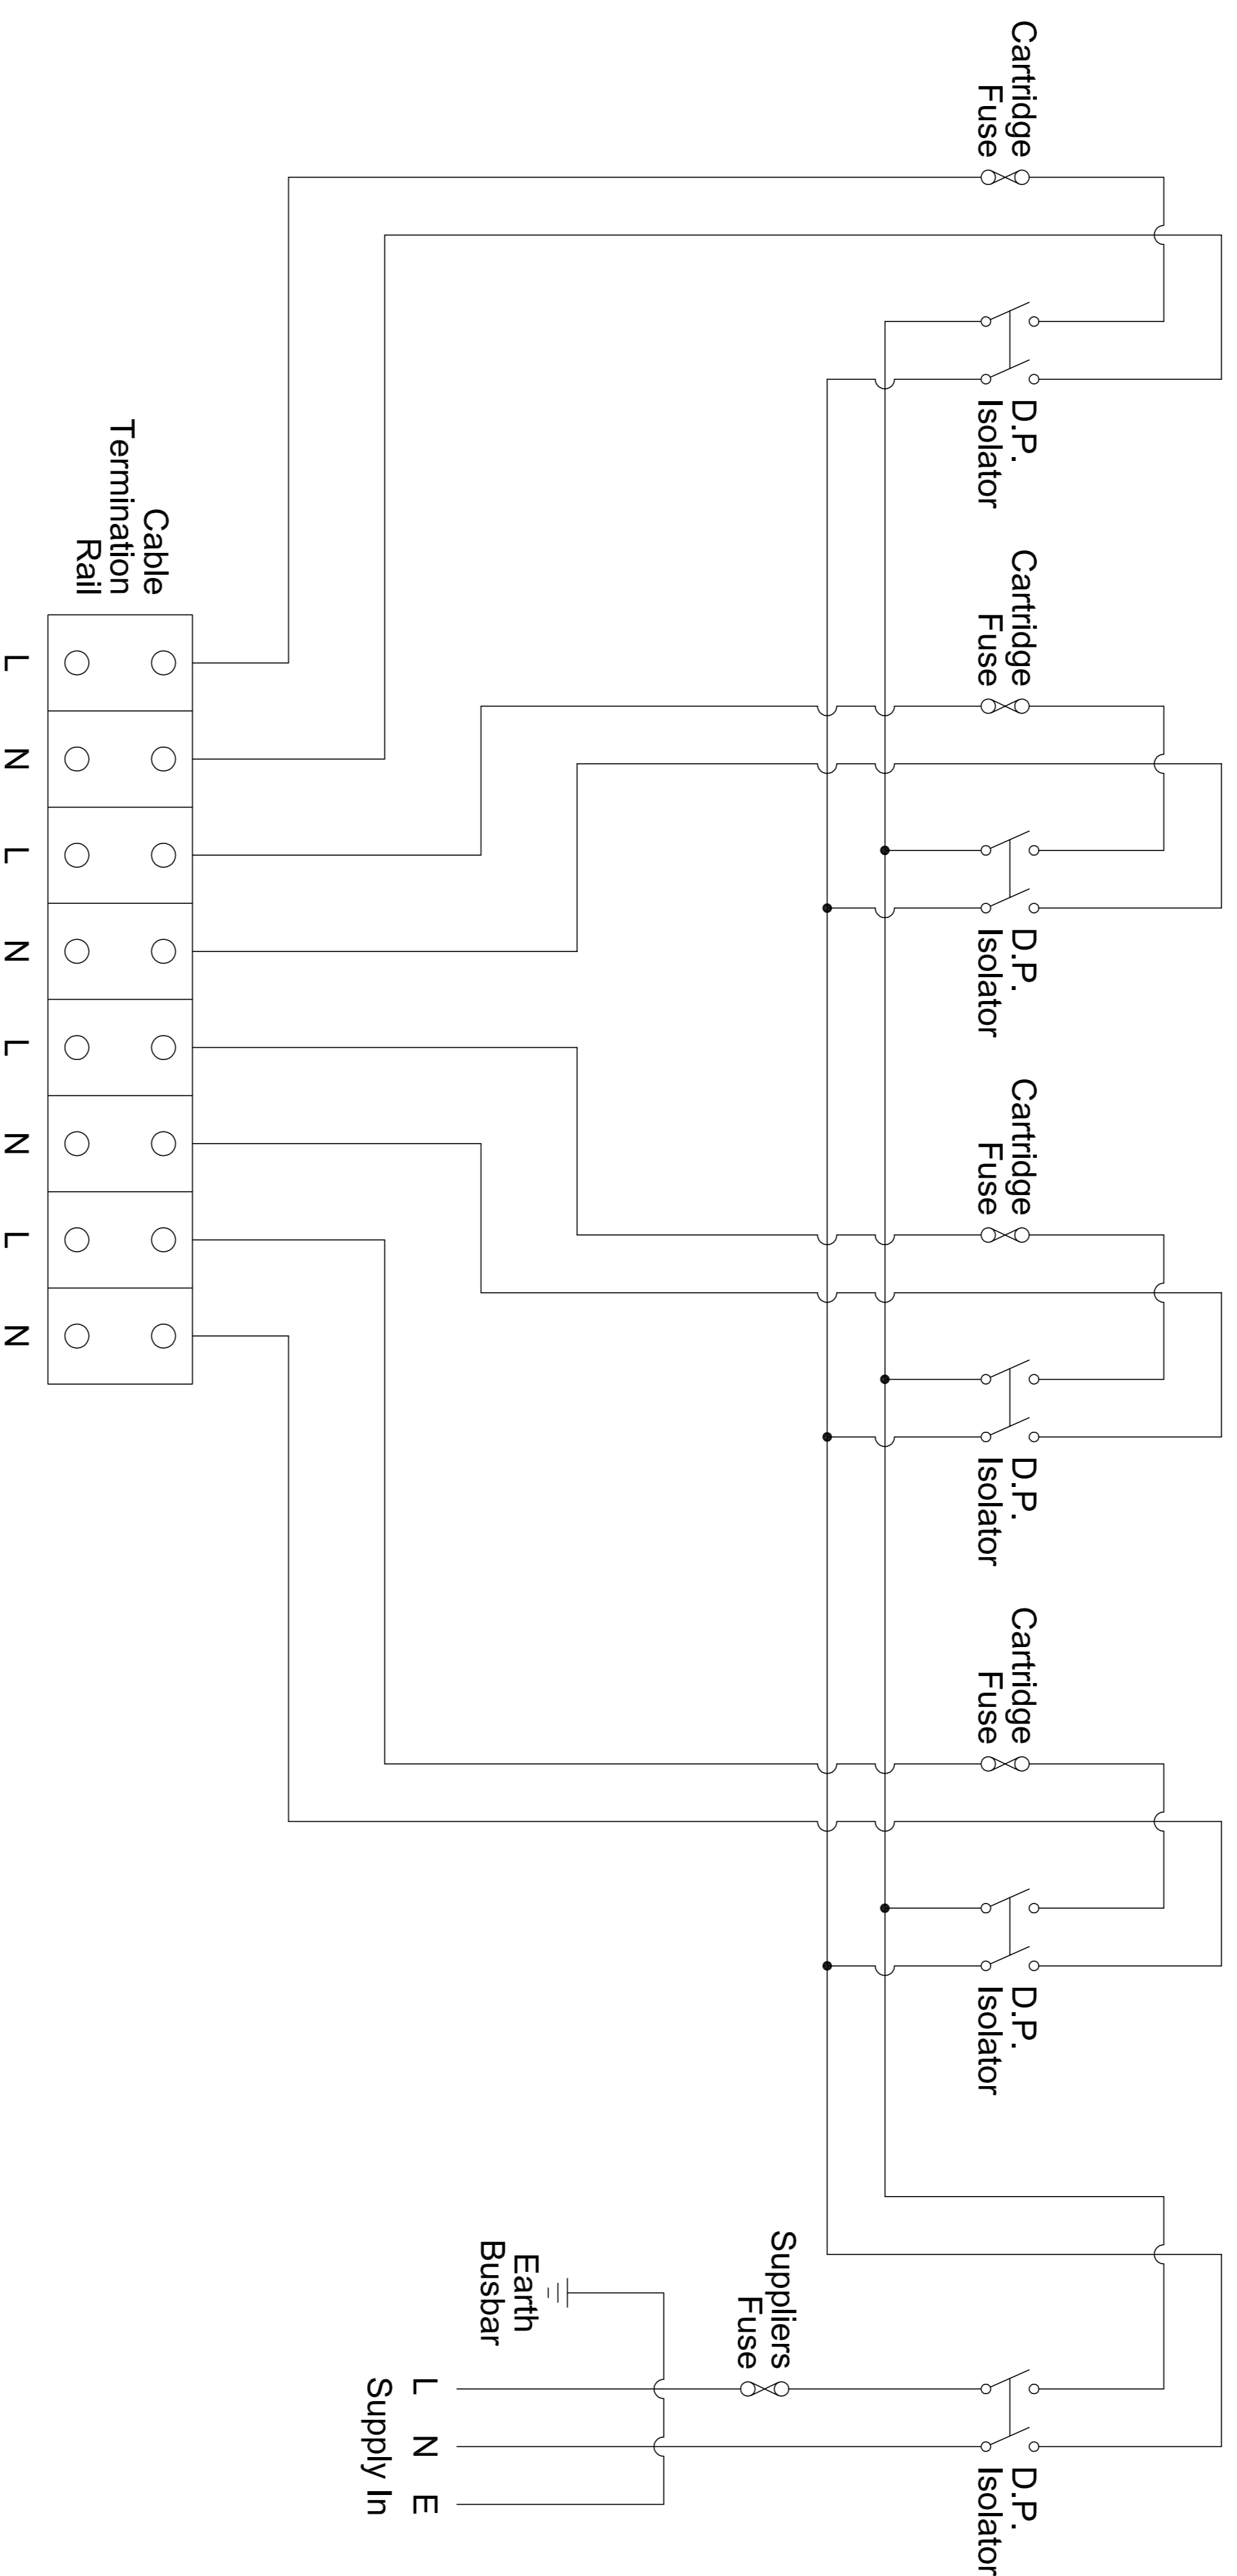 Cartridge
Fuse
D.P.
Isolator
Cartridge
Fuse
D.P.
Isolator
Cartridge
Fuse
D.P.
Isolator
Cartridge
Fuse
D.P.
Isolator
D.P.
Isolator
Suppliers
Fuse
Earth
Busbar
L N E
Supply In
Cable
Termination
Rail
L N L N L N L N